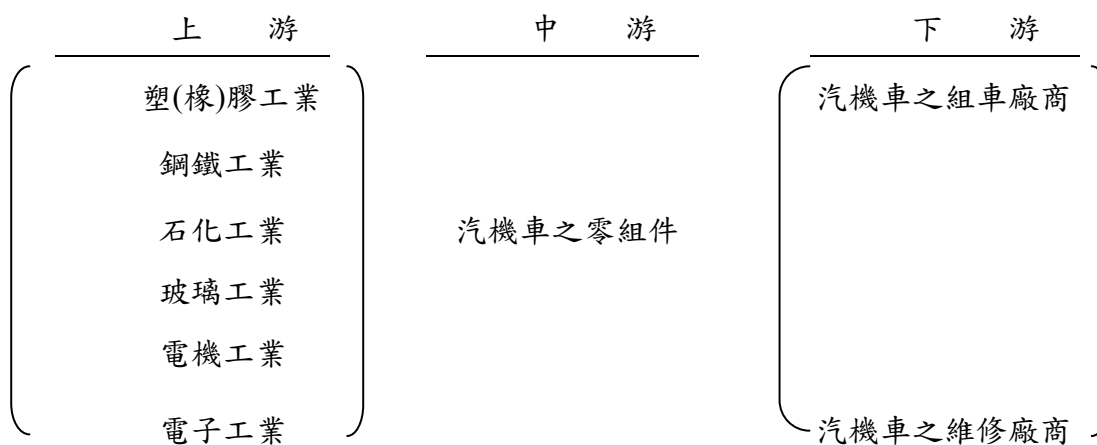 上 游 中 游 下 游
塑(橡)膠工業 汽機車之組車廠商
鋼鐵工業
石化工業 汽機車之零組件
玻璃工業
電機工業
電子工業 汽機車之維修廠商